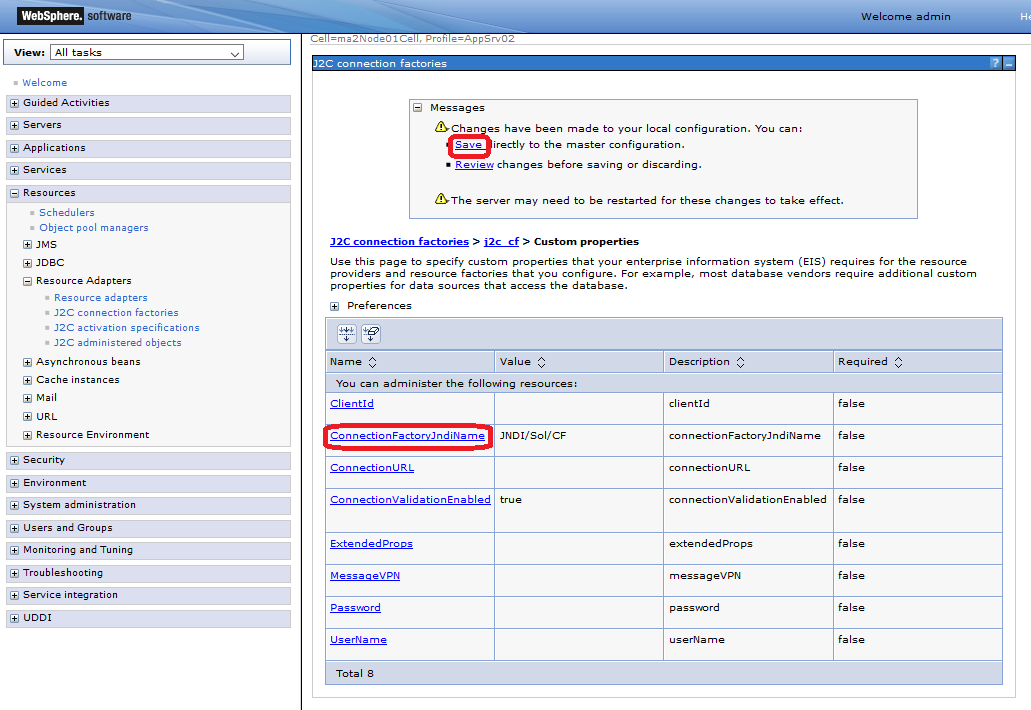 WebSphere. software
Welcome admin
He
View: All tasks
Cell=ma2Node01Cell, Profile=AppSrv02
Welcome
Guided Activities
Servers
Applications
Services
Resources
Schedulers
Object pool managers
JMS
JDBC
Resource Adapters
Resource adapters
J2C connection factories
J2C activation specifications
J2C administered objects
Asynchronous beans
Cache instances
Mail
URL
Resource Environment
Security
Environment
System administration
Users and Groups
Monitoring and Tuning
Troubleshooting
Service integration
UDDI
J2C connection factories ? _
Messages
Changes have been made to your local configuration. You can:
Save directly to the master configuration.
Review changes before saving or discarding.
The server may need to be restarted for these changes to take effect.
J2C connection factories > j2c_cf > Custom properties
Use this page to specify custom properties that your enterprise information system (EIS) requires for the resource
providers and resource factories that you configure. For example, most database vendors require additional custom
properties for data sources that access the database.
Preferences
Name Value Description Required
You can administer the following resources:
ClientId clientId false
ConnectionFactoryJndiName JNDI/Sol/CF connectionFactoryJndiName false
ConnectionURL connectionURL false
ConnectionValidationEnabled true connectionValidationEnabled false
ExtendedProps extendedProps false
MessageVPN messageVPN false
Password password false
UserName userName false
Total 8